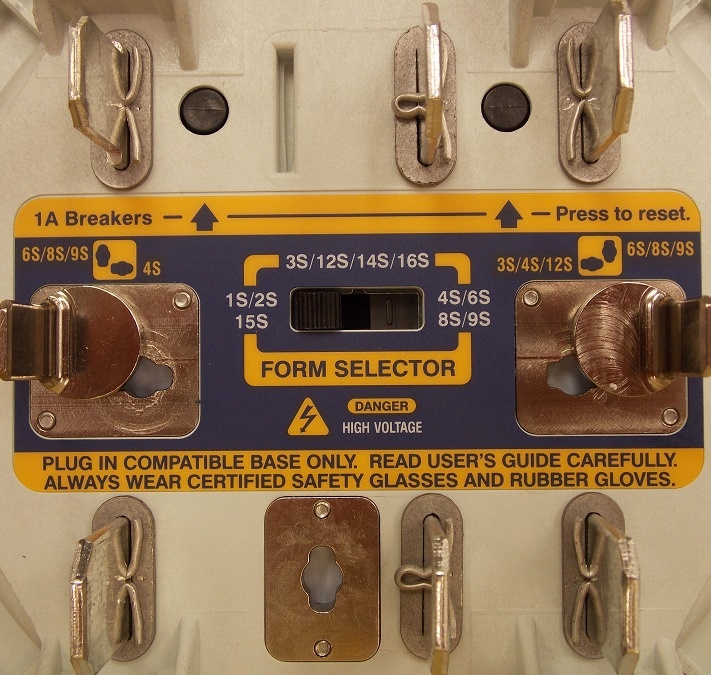 1A Breakers
Press to reset.
6S/8S/9S
4S
3S/4S/12S
6S/8S/9S
3S/12S/14S/16S
1S/2S
15S
4S/6S
8S/9S
FORM SELECTOR
DANGER
HIGH VOLTAGE
PLUG IN COMPATIBLE BASE ONLY. READ USER'S GUIDE CAREFULLY.
ALWAYS WEAR CERTIFIED SAFETY GLASSES AND RUBBER GLOVES.